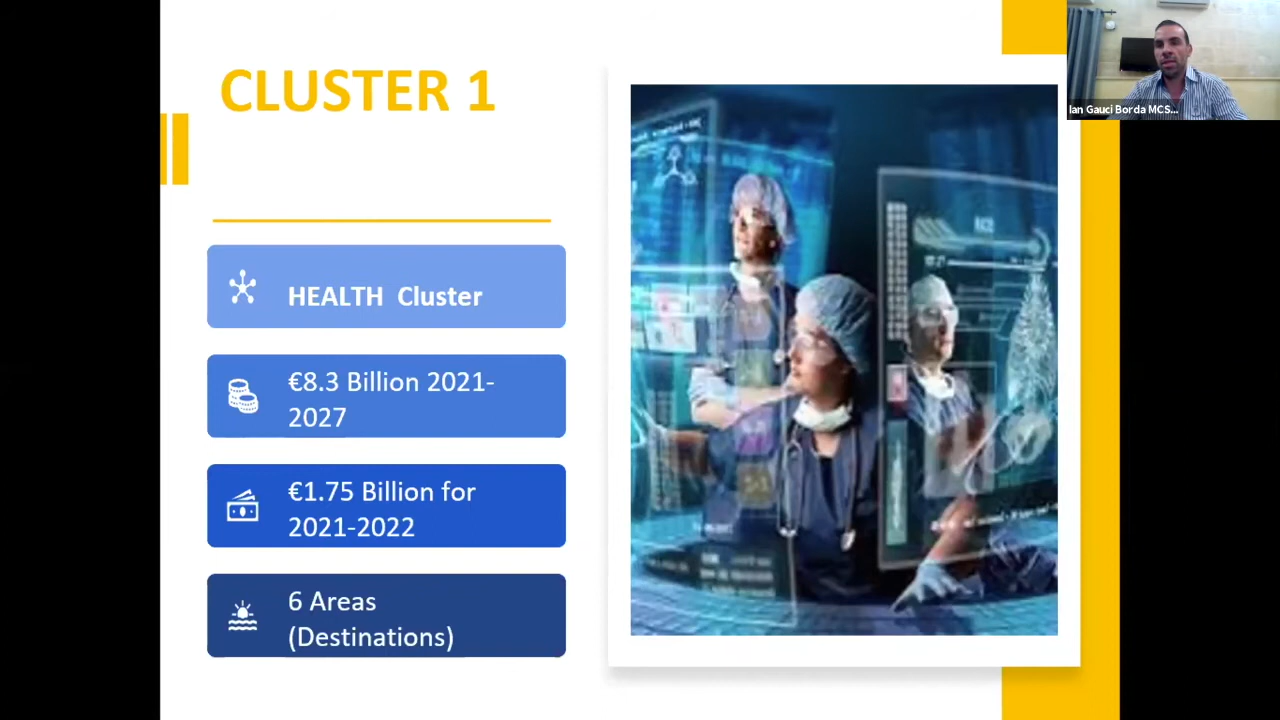 CLUSTER 1
HEALTH Cluster
€8.3 Billion 2021-
2027
€1.75 Billion for
2021-2022
6 Areas
(Destinations)
Ian Gauci Borda MCS...